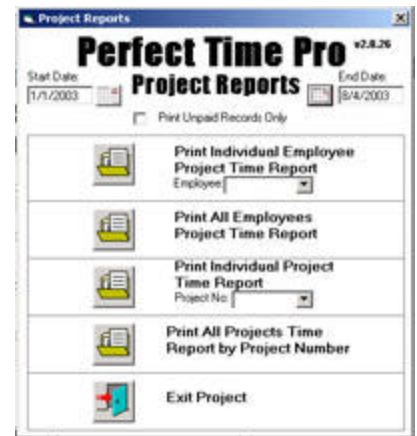 Project Reports
Perfect Time Pro v2.8.26
Start Date:
Project Reports
End Date:
1/1/2003
8/4/2003
Print Unpaid Records Only
Print Individual Employee
Project Time Report
Employee:
Print All Employees
Project Time Report
Print Individual Project
Time Report
Project No:
Print All Projects Time
Report by Project Number
Exit Project